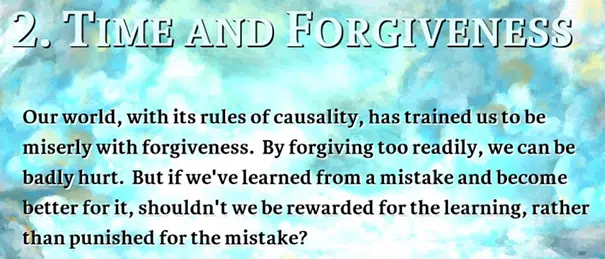 2. Time and Forgiveness
Our world, with its rules of causality, has trained us to be
miserly with forgiveness.  By forgiving too readily, we can be
badly hurt.  But if we've learned from a mistake and become
better for it, shouldn't we be rewarded for the learning, rather
than punished for the mistake?